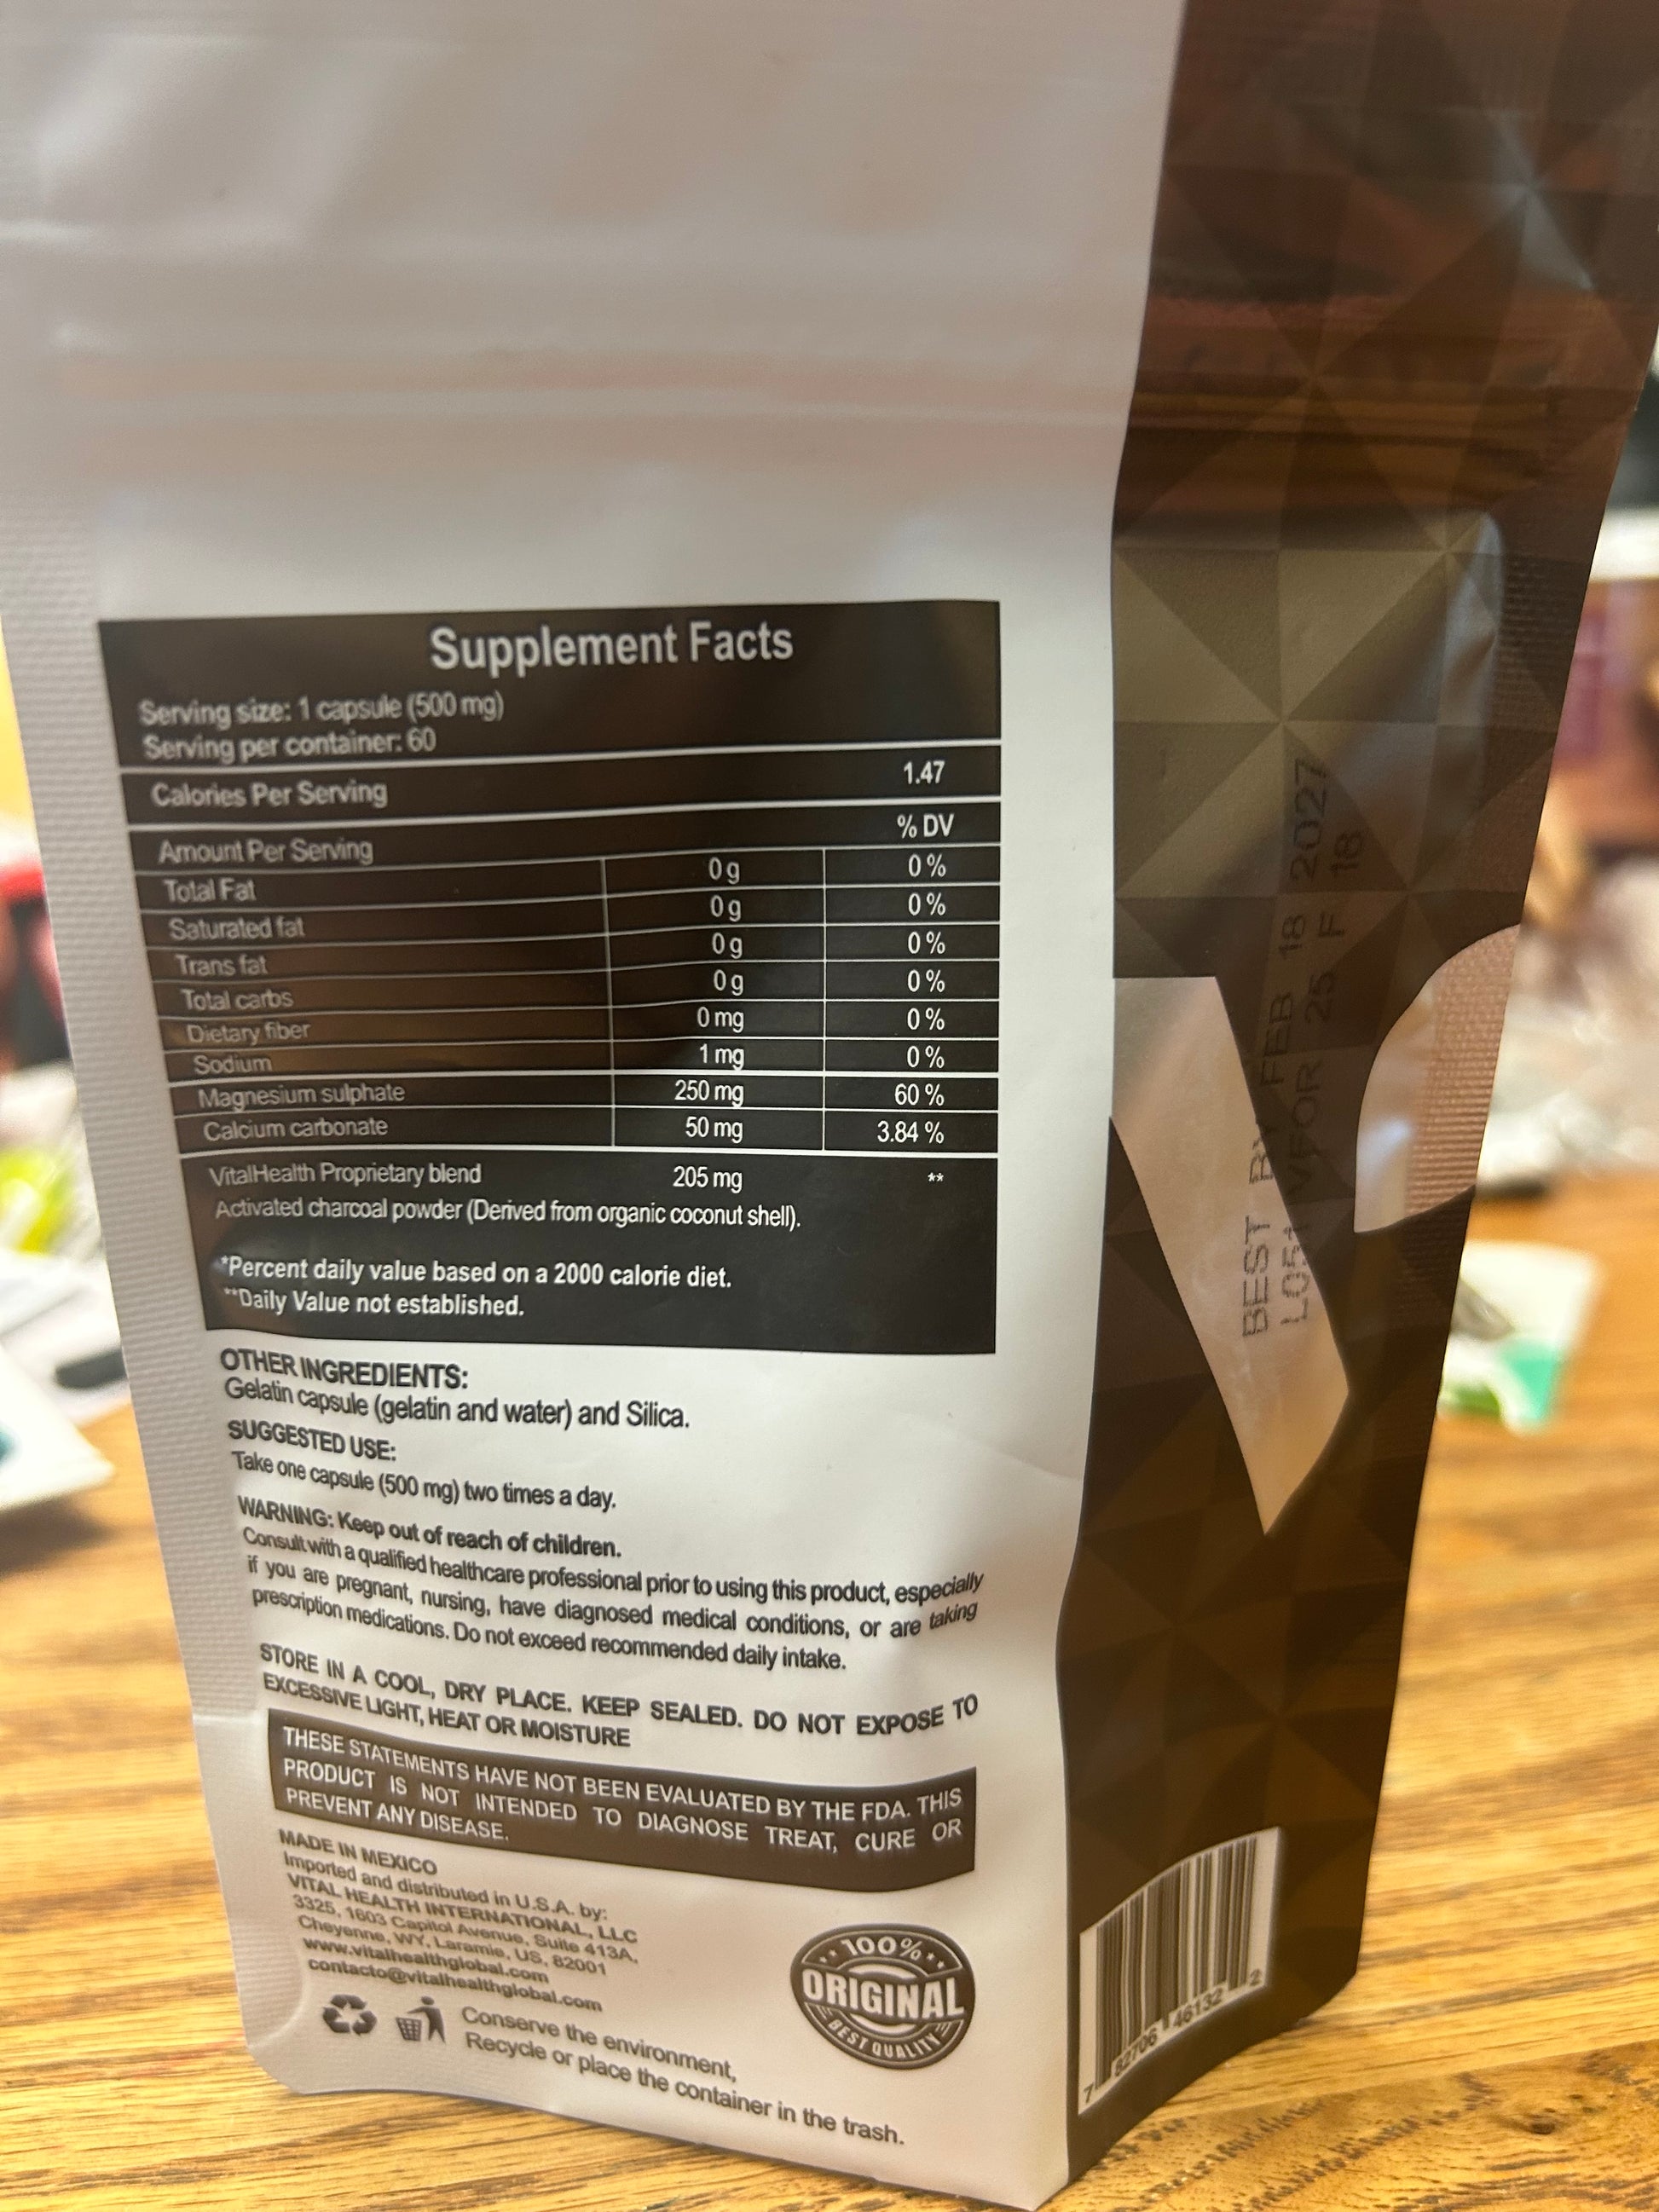 Supplement Facts
Serving size: 1 capsule (500 mg)
Serving per container: 60
Calories Per Serving 1.47
Amount Per Serving % DV
Total Fat 0 g 0 %
Saturated fat 0 g 0 %
Trans fat 0 g 0 %
Total carbs 0 g 0 %
Dietary fiber 0 mg 0 %
Sodium 1 mg 0 %
Magnesium sulphate 250 mg 60 %
Calcium carbonate 50 mg 3.84 %
VitalHealth Proprietary blend 205 mg **
Activated charcoal powder (Derived from organic coconut shell).
*Percent daily value based on a 2000 calorie diet.
**Daily Value not established.
OTHER INGREDIENTS:
Gelatin capsule (gelatin and water) and Silica.
SUGGESTED USE:
Take one capsule (500 mg) two times a day.
WARNING: Keep out of reach of children.
Consult with a qualified healthcare professional prior to using this product, especially
if you are pregnant, nursing, have diagnosed medical conditions, or are taking
prescription medications. Do not exceed recommended daily intake.
STORE IN A COOL, DRY PLACE. KEEP SEALED. DO NOT EXPOSE TO
EXCESSIVE LIGHT, HEAT OR MOISTURE
THESE STATEMENTS HAVE NOT BEEN EVALUATED BY THE FDA. THIS
PRODUCT IS NOT INTENDED TO DIAGNOSE TREAT, CURE OR
PREVENT ANY DISEASE.
MADE IN MEXICO
Imported and distributed in U.S.A. by:
VITAL HEALTH INTERNATIONAL, LLC
3325, 1603 Capitol Avenue, Suite 413A,
Cheyenne, WY, Laramie, US, 82001
www.vitalhealthglobal.com
contacto@vitalhealthglobal.com
Conserve the environment,
Recycle or place the container in the trash.
100%
ORIGINAL
BEST QUALITY
BEST BY FEB 18 2027
VFOR 25 F 18
7 82706 46132 2